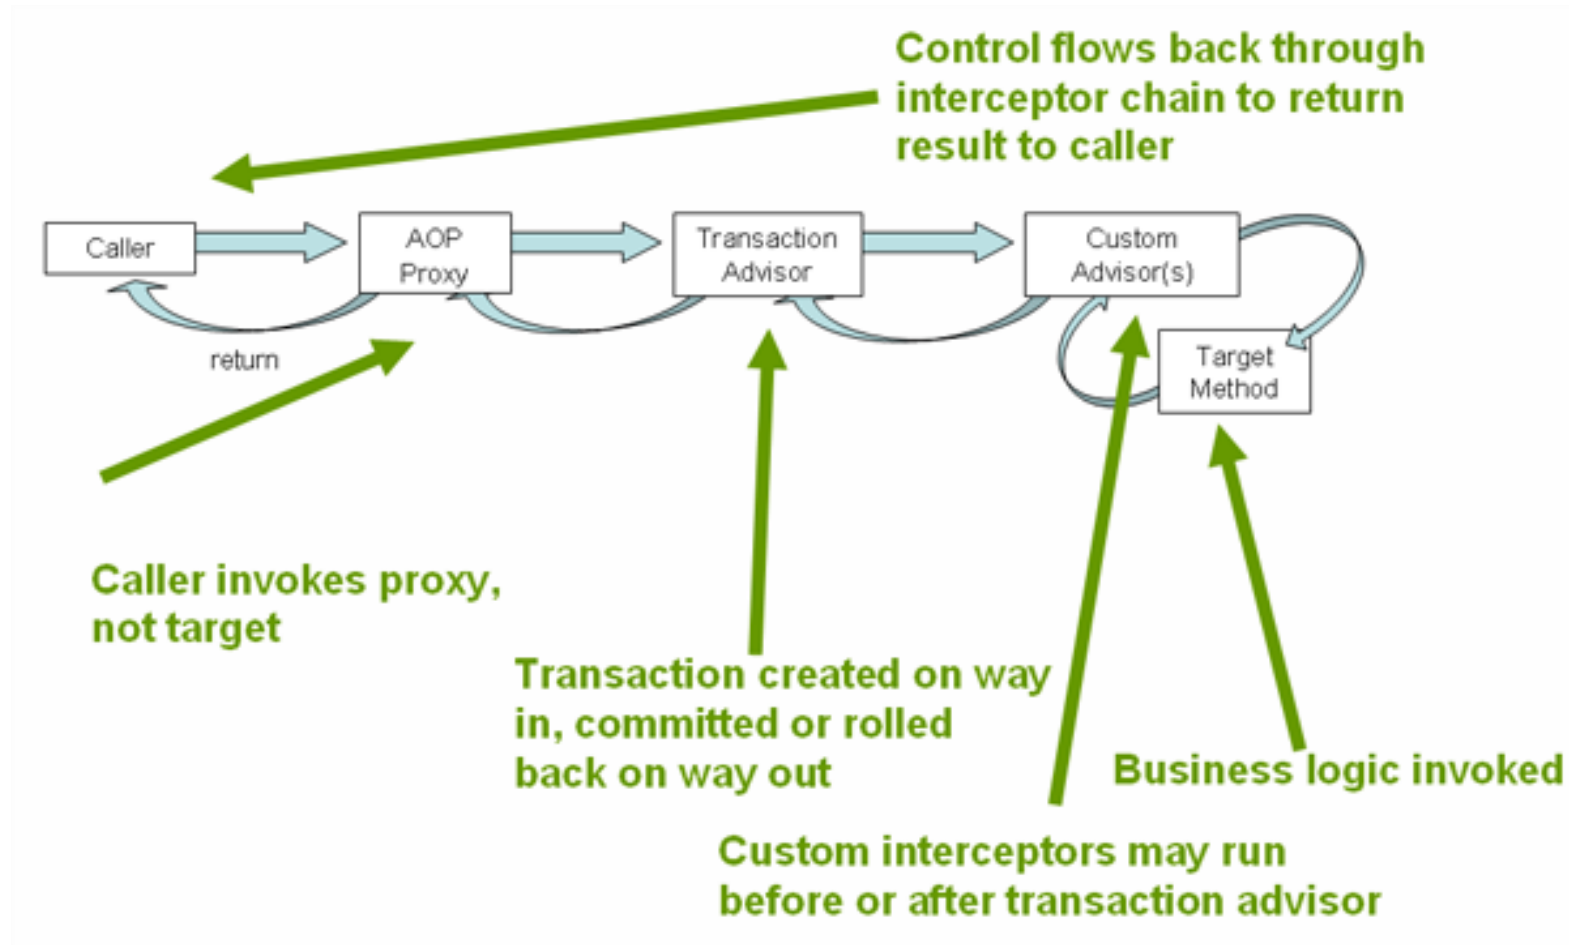 Control flows back through
interceptor chain to return
result to caller
Caller
AOP
Proxy
Transaction
Advisor
Custom
Advisor(s)
return
Target
Method
Caller invokes proxy,
not target
Transaction created on way
in, committed or rolled
back on way out
Business logic invoked
Custom interceptors may run
before or after transaction advisor